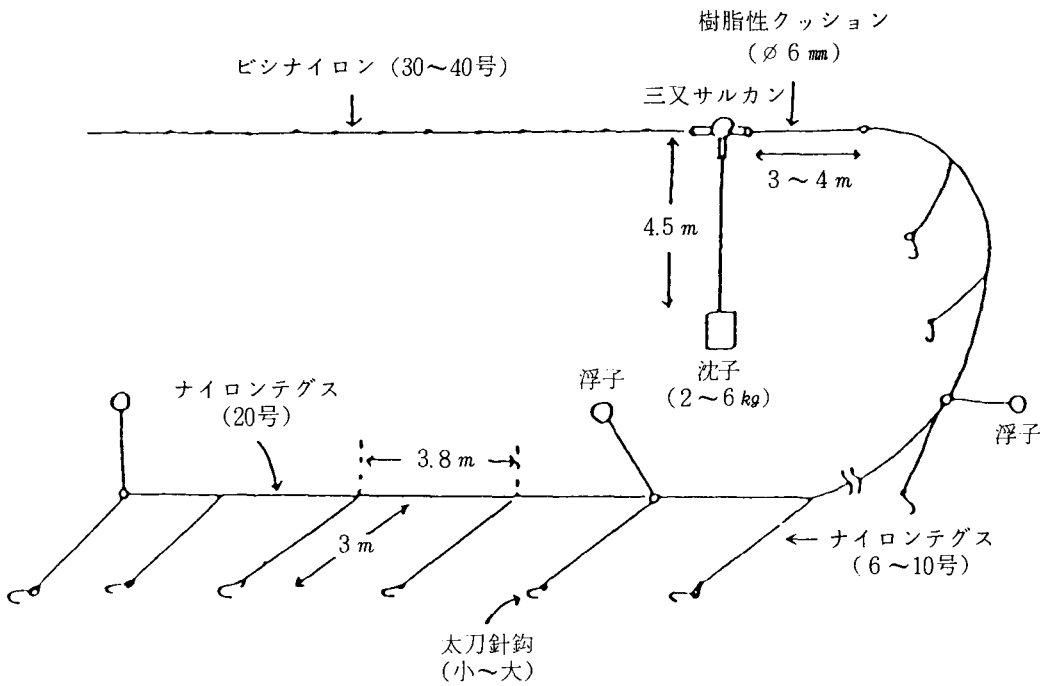 樹脂性クッション
(φ 6 ㎜)
ビシナイロン (30～40号)
三又サルカン
3 ～ 4 m
4.5 m
沈子
(2～6 ㎏)
浮子
浮子
ナイロンテグス
(20号)
3.8 m
3 m
ナイロンテグス
(6～10号)
太刀針鈎
(小～大)